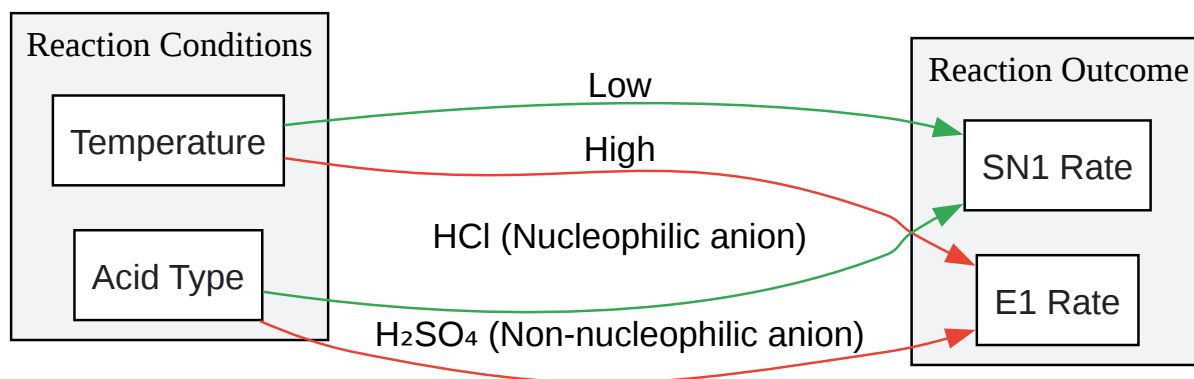 Reaction Conditions
Temperature
Acid Type
Low
High
HCl (Nucleophilic anion)
H₂SO₄ (Non-nucleophilic anion)
Reaction Outcome
SN1 Rate
E1 Rate